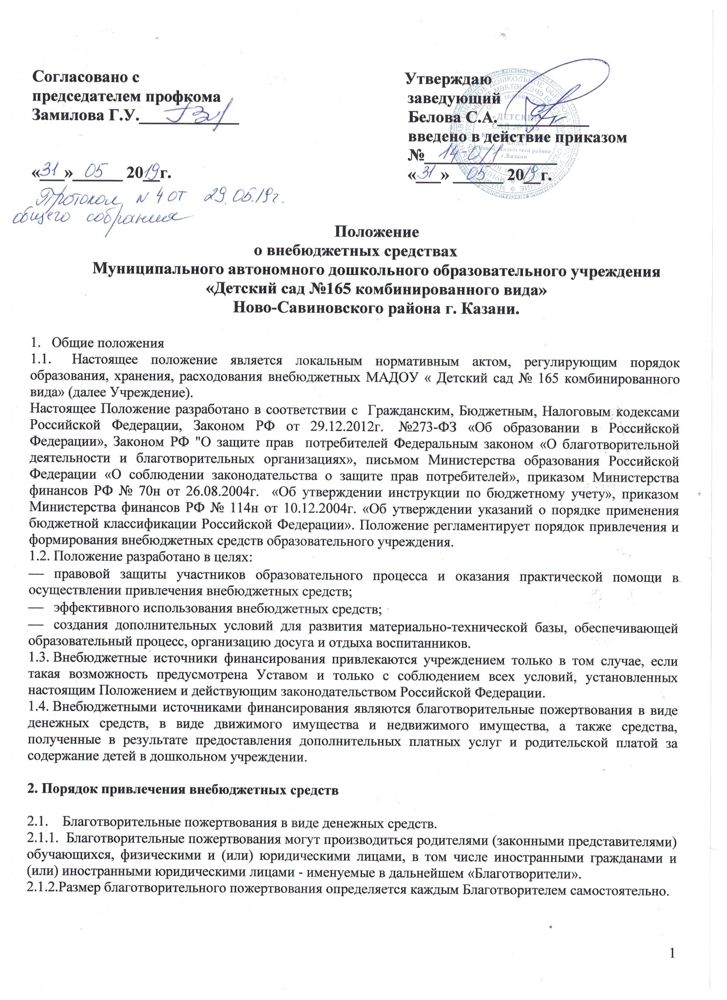 Согласовано с
председателем профкома
Замилова Г.У.
«31» 05 2019г.
Протокол N 4 от 29.05.19г.
общего собрания
Утверждаю
заведующий
Белова С.А.
введено в действие приказом
№ 14-0/1
«31» 05 2019г.
«ДЕТСКИЙ
САД № 165
ВИДА»
Ново-Савиновского района
г.Казани
Положение
о внебюджетных средствах
Муниципального автономного дошкольного образовательного учреждения
«Детский сад №165 комбинированного вида»
Ново-Савиновского района г. Казани.
1. Общие положения
1.1. Настоящее положение является локальным нормативным актом, регулирующим порядок
образования, хранения, расходования внебюджетных МАДОУ « Детский сад № 165 комбинированного
вида» (далее Учреждение).
Настоящее Положение разработано в соответствии с Гражданским, Бюджетным, Налоговым кодексами
Российской Федерации, Законом РФ от 29.12.2012г. №273-ФЗ «Об образовании в Российской
Федерации», Законом РФ "О защите прав потребителей Федеральным законом «О благотворительной
деятельности и благотворительных организациях», письмом Министерства образования Российской
Федерации «О соблюдении законодательства о защите прав потребителей», приказом Министерства
финансов РФ № 70н от 26.08.2004г. «Об утверждении инструкции по бюджетному учету», приказом
Министерства финансов РФ № 114н от 10.12.2004г. «Об утверждении указаний о порядке применения
бюджетной классификации Российской Федерации». Положение регламентирует порядок привлечения и
формирования внебюджетных средств образовательного учреждения.
1.2. Положение разработано в целях:
— правовой защиты участников образовательного процесса и оказания практической помощи в
осуществлении привлечения внебюджетных средств;
— эффективного использования внебюджетных средств;
— создания дополнительных условий для развития материально-технической базы, обеспечивающей
образовательный процесс, организацию досуга и отдыха воспитанников.
1.3. Внебюджетные источники финансирования привлекаются учреждением только в том случае, если
такая возможность предусмотрена Уставом и только с соблюдением всех условий, установленных
настоящим Положением и действующим законодательством Российской Федерации.
1.4. Внебюджетными источниками финансирования являются благотворительные пожертвования в виде
денежных средств, в виде движимого имущества и недвижимого имущества, а также средства,
полученные в результате предоставления дополнительных платных услуг и родительской платой за
содержание детей в дошкольном учреждении.
2. Порядок привлечения внебюджетных средств
2.1. Благотворительные пожертвования в виде денежных средств.
2.1.1. Благотворительные пожертвования могут производиться родителями (законными представителями)
обучающихся, физическими и (или) юридическими лицами, в том числе иностранными гражданами и
(или) иностранными юридическими лицами - именуемые в дальнейшем «Благотворители».
2.1.2.Размер благотворительного пожертвования определяется каждым Благотворителем самостоятельно.
1